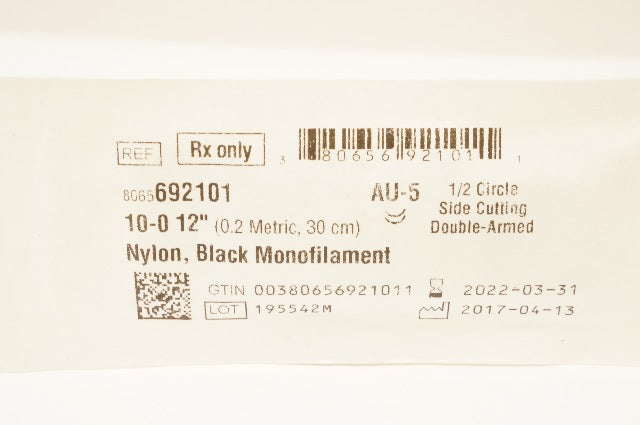 REF Rx only
3 80656 92101 1
8065692101
AU-5
1/2 Circle
Side Cutting
Double-Armed
10-0 12" (0.2 Metric, 30 cm)
Nylon, Black Monofilament
GTIN 00380656921011 2022-03-31
LOT 195542M 2017-04-13